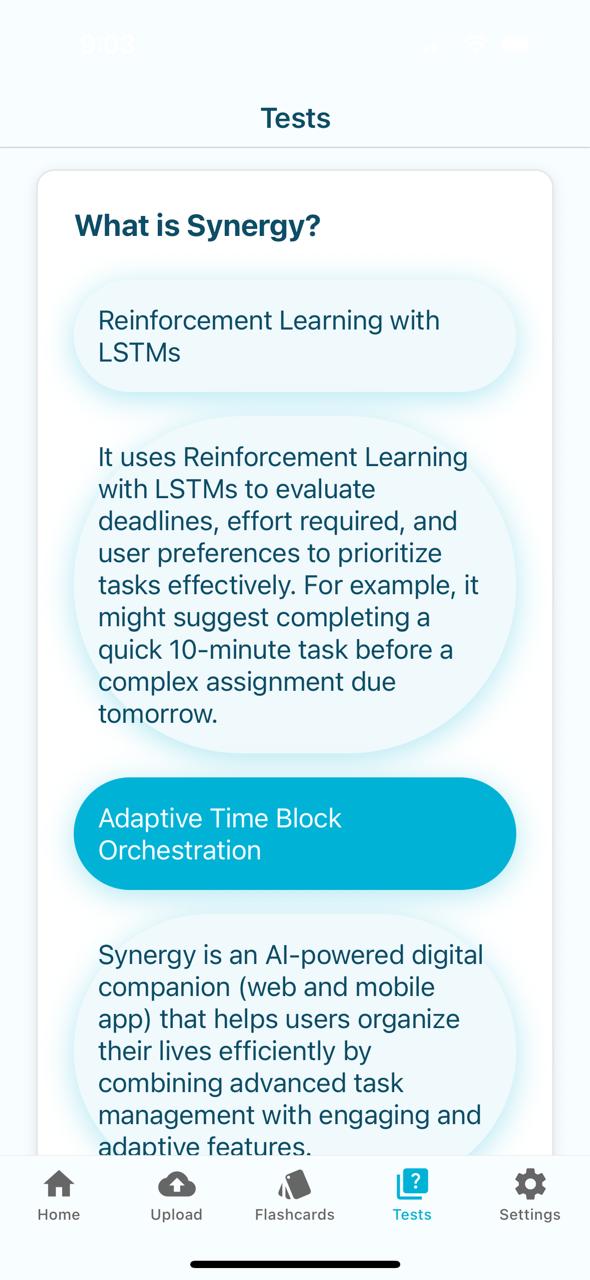 9:03
Tests
What is Synergy?
Reinforcement Learning with
LSTMs
It uses Reinforcement Learning
with LSTMs to evaluate
deadlines, effort required, and
user preferences to prioritize
tasks effectively. For example, it
might suggest completing a
quick 10-minute task before a
complex assignment due
tomorrow.
Adaptive Time Block
Orchestration
Synergy is an AI-powered digital
companion (web and mobile
app) that helps users organize
their lives efficiently by
combining advanced task
management with engaging and
adaptive features.
Home
Upload
Flashcards
Tests
Settings